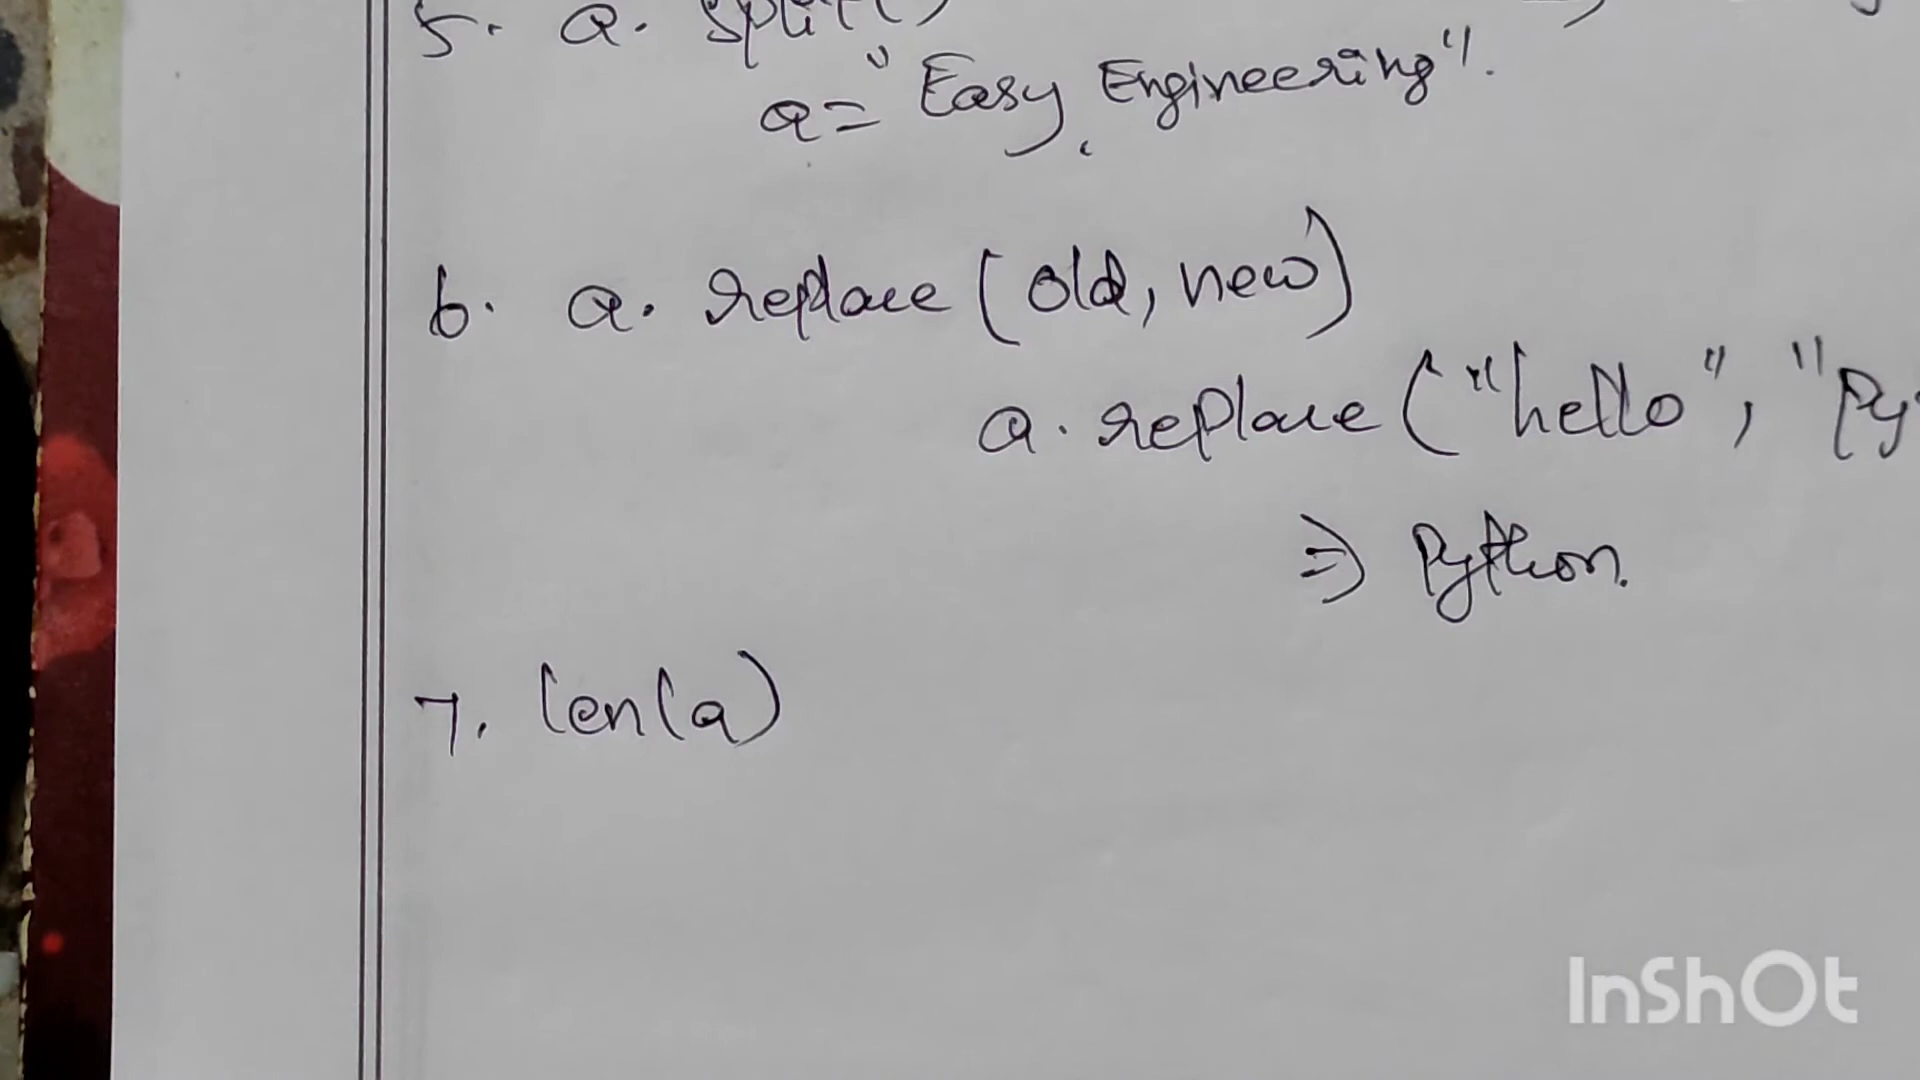 5. a. split()
a= "Easy Engineering".
6. a. replace (old, new)
a. replace ("hello", "Py
⇒ Python.
7. len(a)
InShOt